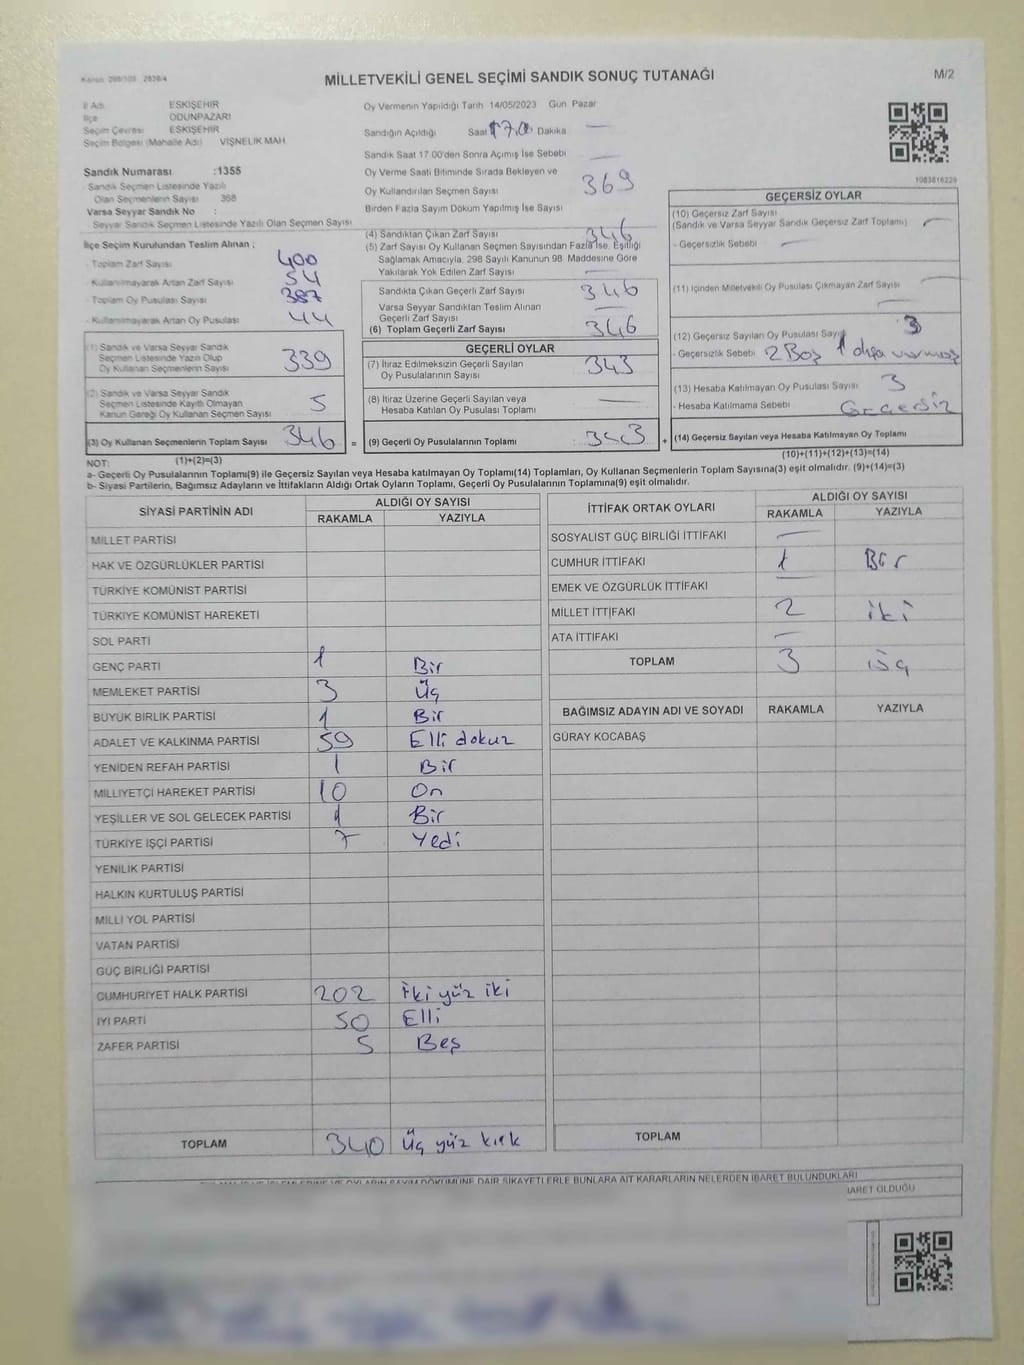 Kanun: 298/105 2839/4
MİLLETVEKİLİ GENEL SEÇİMİ SANDIK SONUÇ TUTANAĞI
M/2
İl Adı ESKİŞEHİR
İlçe ODUNPAZARI
Seçim Çevresi ESKİŞEHİR
Seçim Bölgesi (Mahalle Adı) VİŞNELİK MAH
Sandık Numarası :1355
Sandık Seçmen Listesinde Yazılı
Olan Seçmenlerin Sayısı 368
Varsa Seyyar Sandık No :
Seyyar Sandık Seçmen Listesinde Yazılı Olan Seçmen Sayısı
İlçe Seçim Kurulundan Teslim Alınan ;
- Toplam Zarf Sayısı 400
- Kullanılmayarak Artan Zarf Sayısı 54
- Toplam Oy Pusulası Sayısı 387
- Kullanılmayarak Artan Oy Pusulası 44
(1) Sandık ve Varsa Seyyar Sandık
Seçmen Listesinde Yazılı Olup
Oy Kullanan Seçmenlerin Sayısı 339
(2) Sandık ve Varsa Seyyar Sandık
Seçmen Listesinde Kayıtlı Olmayan
Kanun Gereği Oy Kullanan Seçmen Sayısı 5
(3) Oy Kullanan Seçmenlerin Toplam Sayısı 346 =
(1)+(2)=(3)
Oy Vermenin Yapıldığı Tarih 14/05/2023 Gün Pazar
Sandığın Açıldığı Saat 17.00 Dakika —
Sandık Saat 17:00'den Sonra Açımış İse Sebebi —
Oy Verme Saati Bitiminde Sırada Bekleyen ve
Oy Kullandırılan Seçmen Sayısı 369
Birden Fazla Sayım Döküm Yapılmış İse Sayısı
(4) Sandıktan Çıkan Zarf Sayısı 346
(5) Zarf Sayısı Oy Kullanan Seçmen Sayısından Fazla İse, Eşitliği
Sağlamak Amacıyla, 298 Sayılı Kanunun 98 Maddesine Göre
Yakılarak Yok Edilen Zarf Sayısı —
Sandıkta Çıkan Geçerli Zarf Sayısı 346
Varsa Seyyar Sandıktan Teslim Alınan
Geçerli Zarf Sayısı —
(6) Toplam Geçerli Zarf Sayısı 346
GEÇERLİ OYLAR
(7) İtiraz Edilmeksizin Geçerli Sayılan
Oy Pusulalarının Sayısı 343
(8) İtiraz Üzerine Geçerli Sayılan veya
Hesaba Katılan Oy Pusulası Toplamı —
(9) Geçerli Oy Pusulalarının Toplamı 343 +
1083816229
GEÇERSİZ OYLAR
(10) Geçersiz Zarf Sayısı
(Sandık ve Varsa Seyyar Sandık Geçersiz Zarf Toplamı) —
- Geçersizlik Sebebi —
(11) İçinden Milletvekili Oy Pusulası Çıkmayan Zarf Sayısı —
(12) Geçersiz Sayılan Oy Pusulası Sayısı 3
- Geçersizlik Sebebi 2 Boş 1 dışa vurmuş
(13) Hesaba Katılmayan Oy Pusulası Sayısı 3
- Hesaba Katılmama Sebebi Geçersiz
(14) Geçersiz Sayılan veya Hesaba Katılmayan Oy Toplamı
(10)+(11)+(12)+(13)=(14)
NOT:
a- Geçerli Oy Pusulalarının Toplamı(9) ile Geçersiz Sayılan veya Hesaba katılmayan Oy Toplamı(14) Toplamları, Oy Kullanan Seçmenlerin Toplam Sayısına(3) eşit olmalıdır. (9)+(14)=(3)
b- Siyasi Partilerin, Bağımsız Adayların ve İttifakların Aldığı Ortak Oyların Toplamı, Geçerli Oy Pusulalarının Toplamına(9) eşit olmalıdır.
SİYASİ PARTİNİN ADI
ALDIĞI OY SAYISI
RAKAMLA YAZIYLA
MİLLET PARTİSİ
HAK VE ÖZGÜRLÜKLER PARTİSİ
TÜRKİYE KOMÜNİST PARTİSİ
TÜRKİYE KOMÜNİST HAREKETİ
SOL PARTİ
GENÇ PARTİ 1 Bir
MEMLEKET PARTİSİ 3 Üç
BÜYÜK BİRLİK PARTİSİ 1 Bir
ADALET VE KALKINMA PARTİSİ 59 Elli dokuz
YENİDEN REFAH PARTİSİ 1 Bir
MİLLİYETÇİ HAREKET PARTİSİ 10 On
YEŞİLLER VE SOL GELECEK PARTİSİ 1 Bir
TÜRKİYE İŞÇİ PARTİSİ 7 Yedi
YENİLİK PARTİSİ
HALKIN KURTULUŞ PARTİSİ
MİLLİ YOL PARTİSİ
VATAN PARTİSİ
GÜÇ BİRLİĞİ PARTİSİ
CUMHURİYET HALK PARTİSİ 202 İki yüz iki
İYİ PARTİ 50 Elli
ZAFER PARTİSİ 5 Beş
TOPLAM 340 Üç yüz kırk
İTTİFAK ORTAK OYLARI
ALDIĞI OY SAYISI
RAKAMLA YAZIYLA
SOSYALİST GÜÇ BİRLİĞİ İTTİFAKI —
CUMHUR İTTİFAKI 1 Bir
EMEK VE ÖZGÜRLÜK İTTİFAKI —
MİLLET İTTİFAKI 2 iki
ATA İTTİFAKI —
TOPLAM 3 üç
BAĞIMSIZ ADAYIN ADI VE SOYADI RAKAMLA YAZIYLA
GÜRAY KOCABAŞ
TOPLAM
DÖKÜMÜNE DAİR ŞİKAYETLERLE BUNLARA AİT KARARLARIN NELERDEN İBARET BULUNDUKLARI
İBARET OLDUĞU